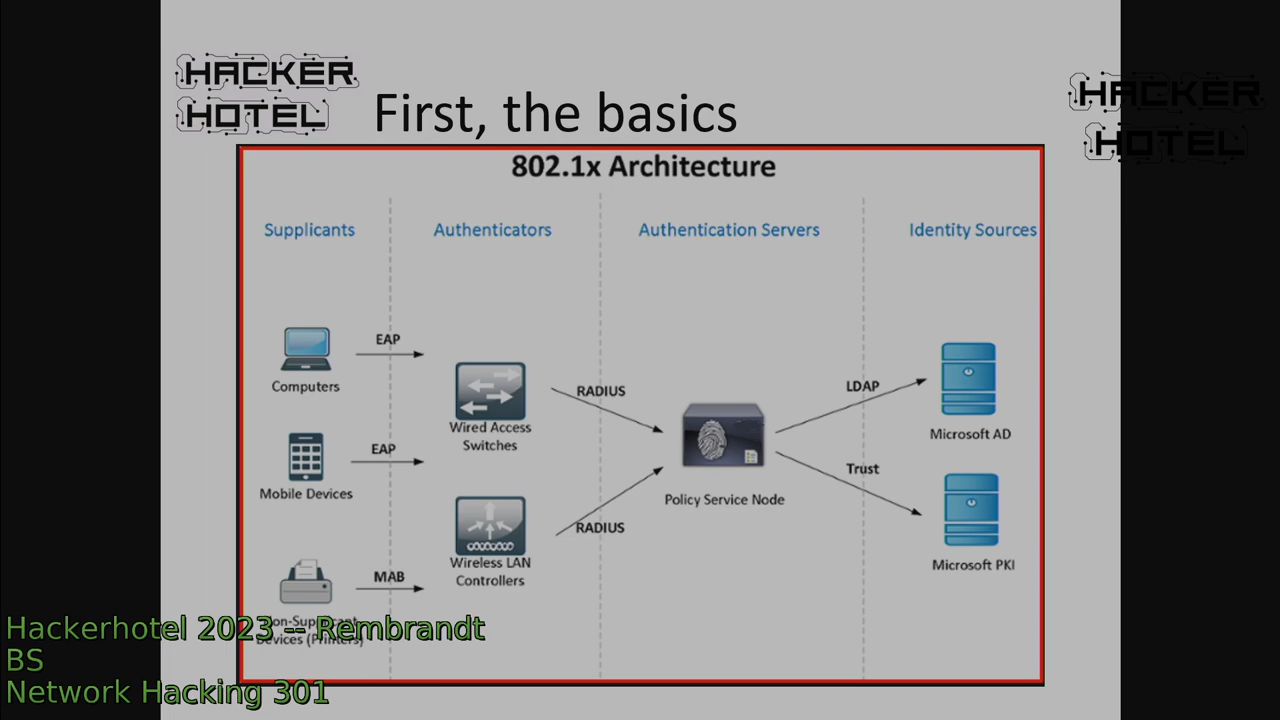 HACKER
HOTEL
First, the basics
HACKER
HOTEL
802.1x Architecture
Supplicants
Authenticators
Authentication Servers
Identity Sources
EAP
Computers
Wired Access
Switches
RADIUS
LDAP
Microsoft AD
EAP
Mobile Devices
Policy Service Node
Trust
RADIUS
Wireless LAN
Controllers
Microsoft PKI
MAB
Devices (Printers)
Hackerhotel 2023 -- Rembrandt
BS
Network Hacking 301